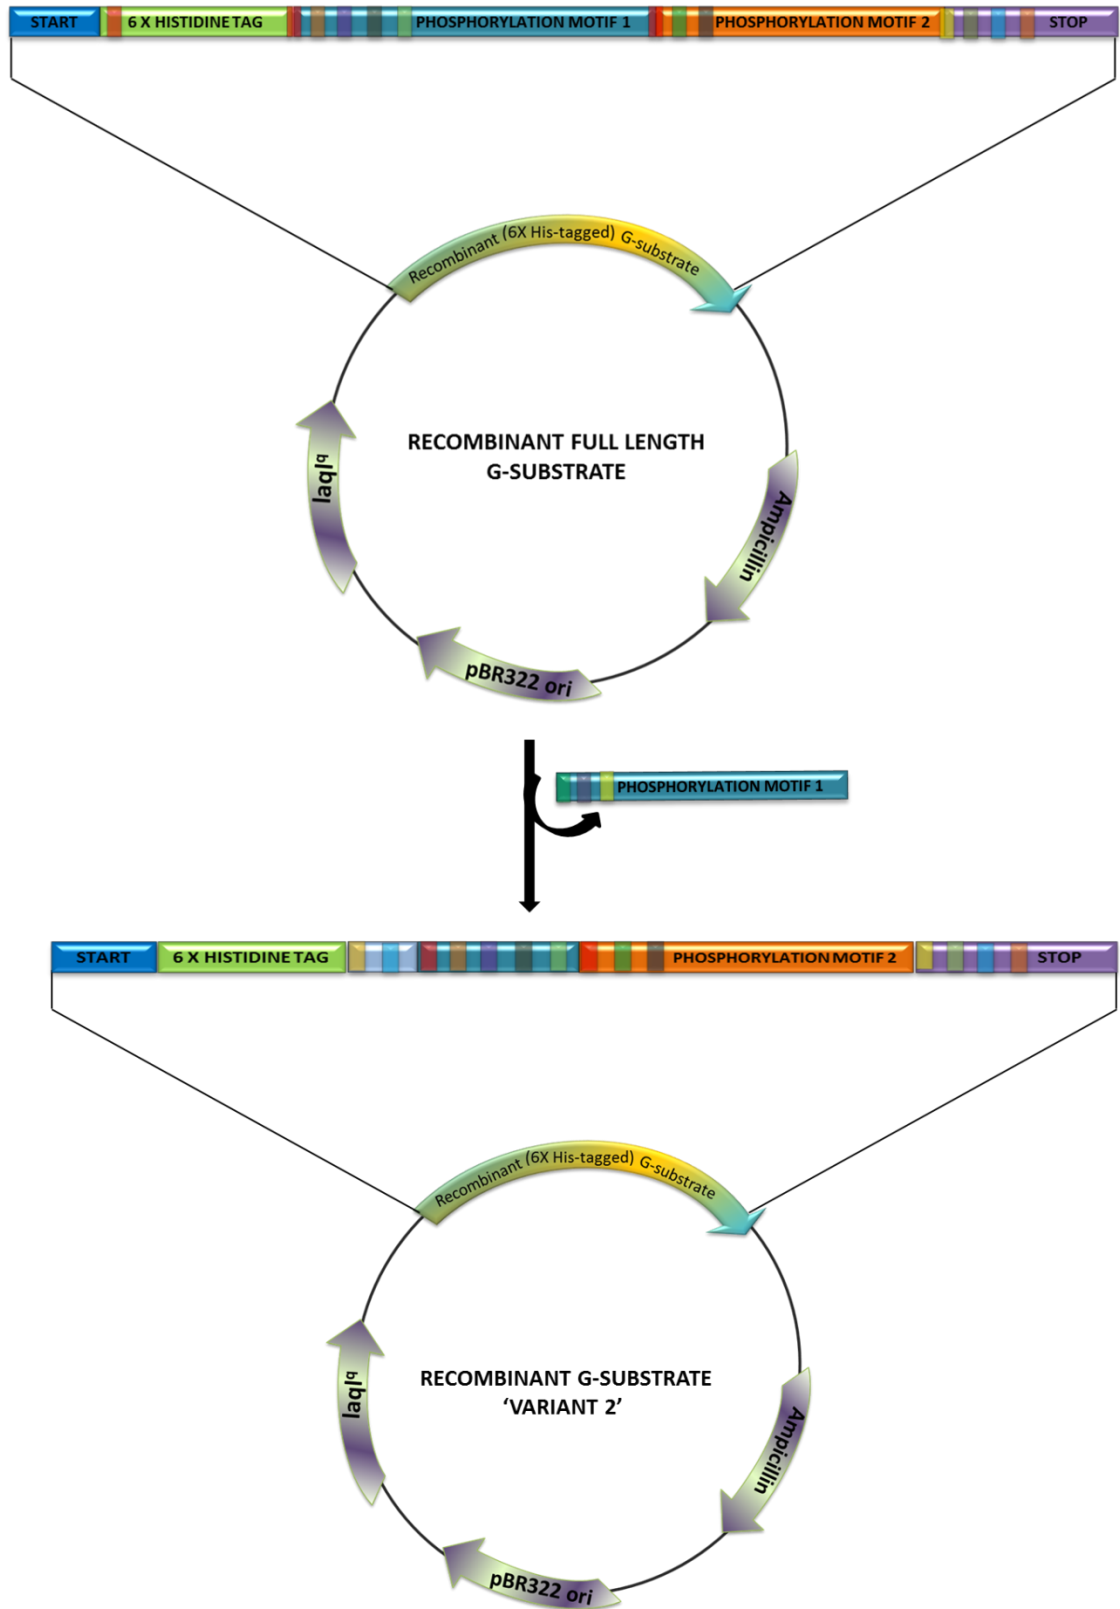 START
6 X HISTIDINE TAG
PHOSPHORYLATION MOTIF 1
PHOSPHORYLATION MOTIF 2
STOP
Recombinant (6X His-tagged) G-substrate
RECOMBINANT FULL LENGTH
G-SUBSTRATE
laqIq
Ampicillin
pBR322 ori
PHOSPHORYLATION MOTIF 1
START
6 X HISTIDINE TAG
PHOSPHORYLATION MOTIF 2
STOP
Recombinant (6X His-tagged) G-substrate
RECOMBINANT G-SUBSTRATE
‘VARIANT 2’
laqIq
Ampicillin
pBR322 ori